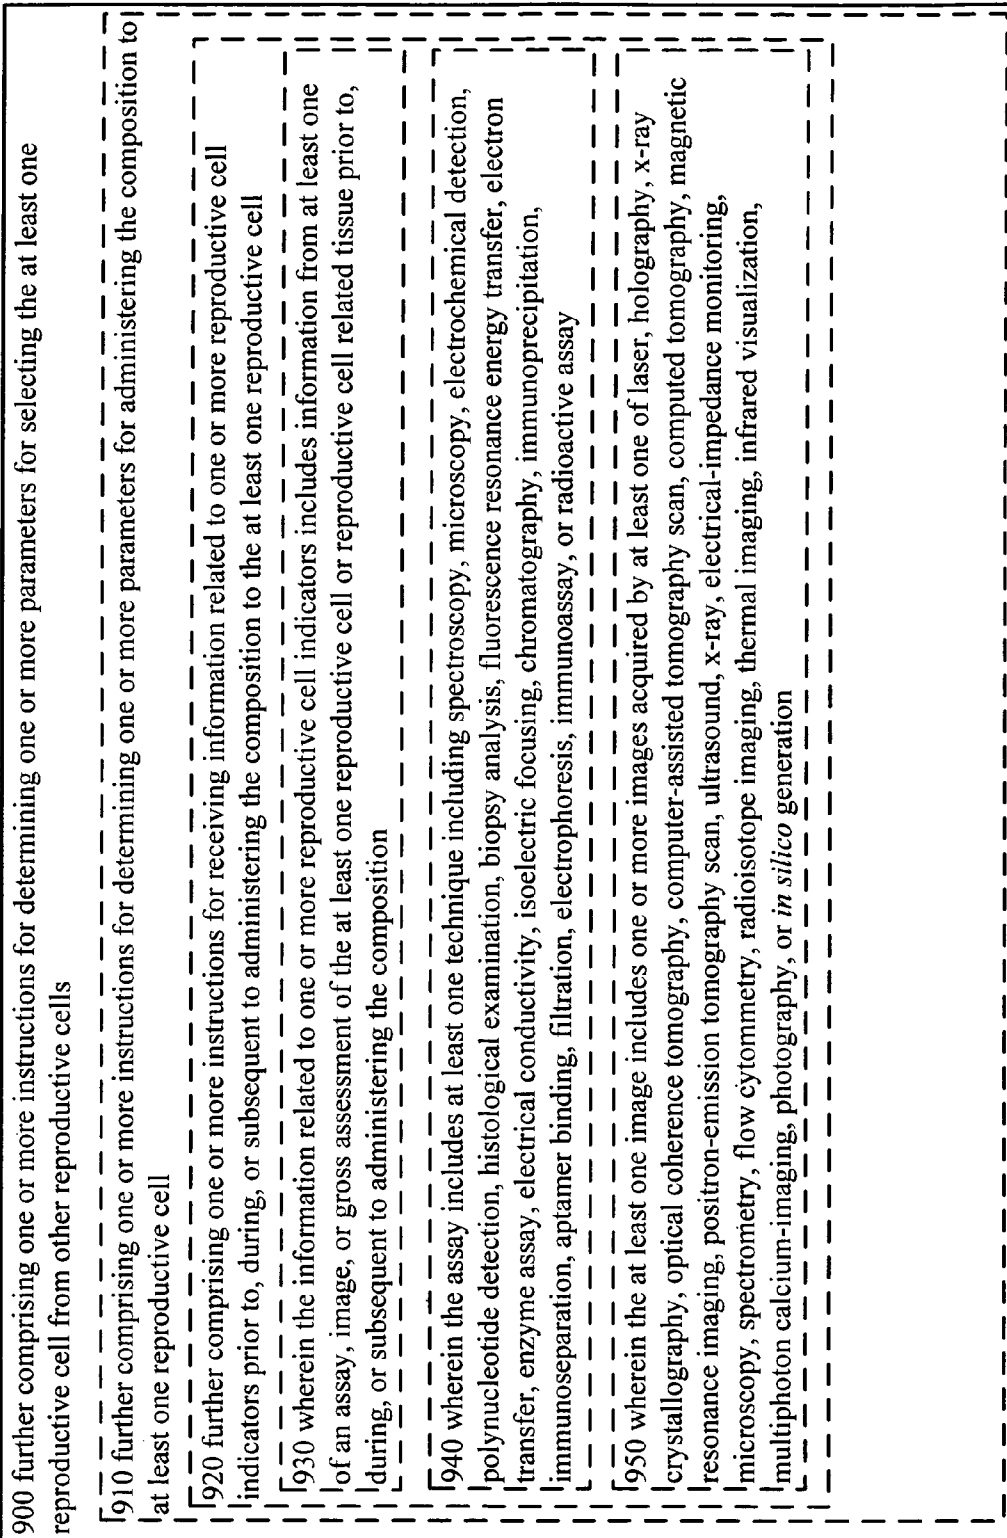 900 further comprising one or more instructions for determining one or more parameters for selecting the at least one
reproductive cell from other reproductive cells
910 further comprising one or more instructions for determining one or more parameters for administering the composition to
at least one reproductive cell
920 further comprising one or more instructions for receiving information related to one or more reproductive cell
indicators prior to, during, or subsequent to administering the composition to the at least one reproductive cell
930 wherein the information related to one or more reproductive cell indicators includes information from at least one
of an assay, image, or gross assessment of the at least one reproductive cell or reproductive cell related tissue prior to,
during, or subsequent to administering the composition
940 wherein the assay includes at least one technique including spectroscopy, microscopy, electrochemical detection,
polynucleotide detection, histological examination, biopsy analysis, fluorescence resonance energy transfer, electron
transfer, enzyme assay, electrical conductivity, isoelectric focusing, chromatography, immunoprecipitation,
immunoseparation, aptamer binding, filtration, electrophoresis, immunoassay, or radioactive assay
950 wherein the at least one image includes one or more images acquired by at least one of laser, holography, x-ray
crystallography, optical coherence tomography, computer-assisted tomography scan, computed tomography, magnetic
resonance imaging, positron-emission tomography scan, ultrasound, x-ray, electrical-impedance monitoring,
microscopy, spectrometry, flow cytommetry, radioisotope imaging, thermal imaging, infrared visualization,
multiphoton calcium-imaging, photography, or in silico generation